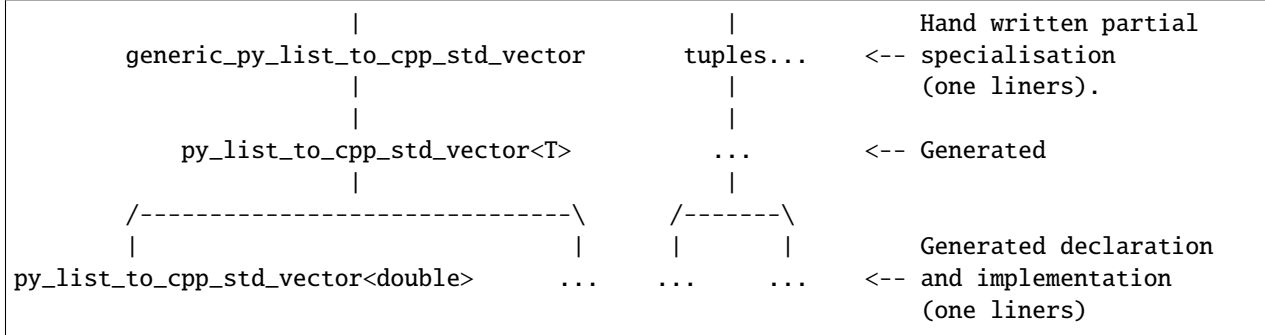 |                          |             Hand written partial
        generic_py_list_to_cpp_std_vector       tuples...    <-- specialisation
                         |                          |             (one liners).
                         |                          |
            py_list_to_cpp_std_vector<T>           ...       <-- Generated
                         |                          |
        /-------------------------------\       /-------\
        |                               |       |       |         Generated declaration
py_list_to_cpp_std_vector<double>      ...     ...     ...   <-- and implementation
                                                                  (one liners)